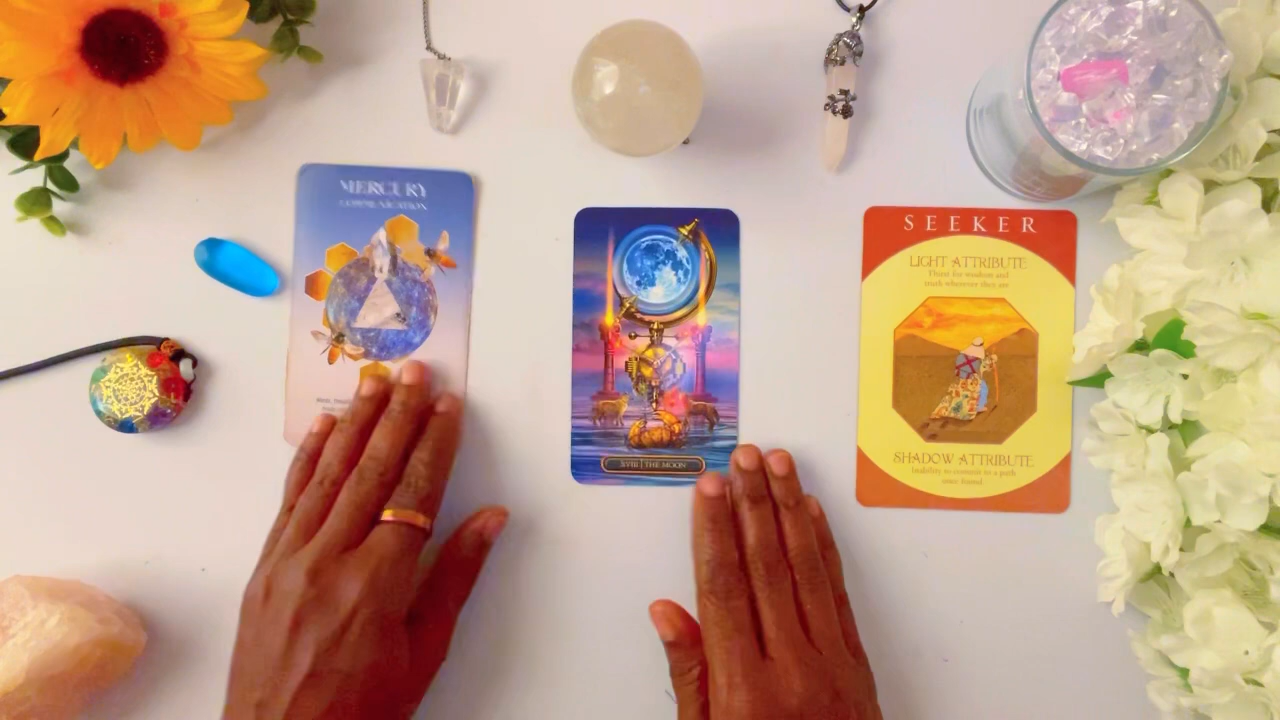 MERCURY
COMMUNICATION
XVIII THE MOON
SEEKER
LIGHT ATTRIBUTE
Thirst for wisdom and
truth wherever they are
SHADOW ATTRIBUTE
Inability to commit to a path
once found.